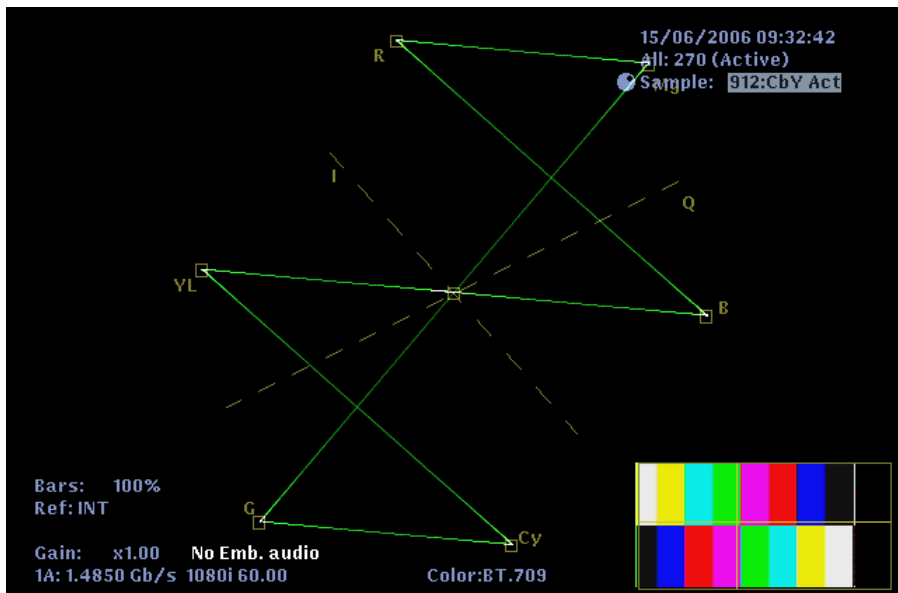 15/06/2006 09:32:42
R
All: 270 (Active)
Mg
Sample: 912:CbY Act
I
Q
YL
B
Bars: 100%
Ref: INT
G
Cy
Gain: x1.00 No Emb. audio
1A: 1.4850 Gb/s 1080i 60.00 Color:BT.709